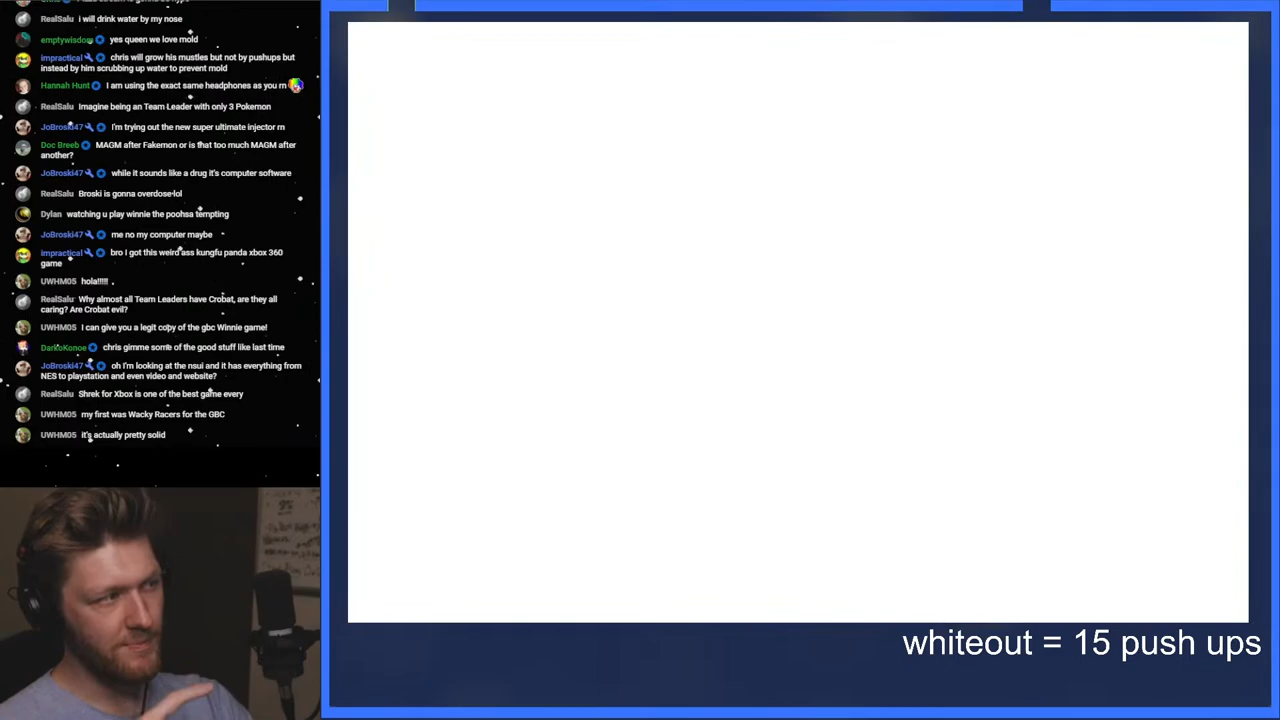 RealSalu i will drink water by my nose
emptywisdom yes queen we love mold
impractical chris will grow his mustles but not by pushups but
instead by him scrubbing up water to prevent mold
Hannah Hunt I am using the exact same headphones as you rn
RealSalu Imagine being an Team Leader with only 3 Pokemon
JoBroski47 I'm trying out the new super ultimate injector rn
Doc Breeb MAGM after Fakemon or is that too much MAGM after
another?
JoBroski47 while it sounds like a drug it's computer software
RealSalu Broski is gonna overdose lol
Dylan watching u play winnie the poohsa tempting
JoBroski47 me no my computer maybe
impractical bro I got this weird ass kungfu panda xbox 360
game
UWHM05 hola!!!!!
RealSalu Why almost all Team Leaders have Crobat, are they all
caring? Are Crobat evil?
UWHM05 I can give you a legit copy of the gbc Winnie game!
DarkoKonoe chris gimme some of the good stuff like last time
JoBroski47 oh I'm looking at the nsui and it has everything from
NES to playstation and even video and website?
RealSalu Shrek for Xbox is one of the best game every
UWHM05 my first was Wacky Racers for the GBC
UWHM05 it's actually pretty solid
whiteout = 15 push ups